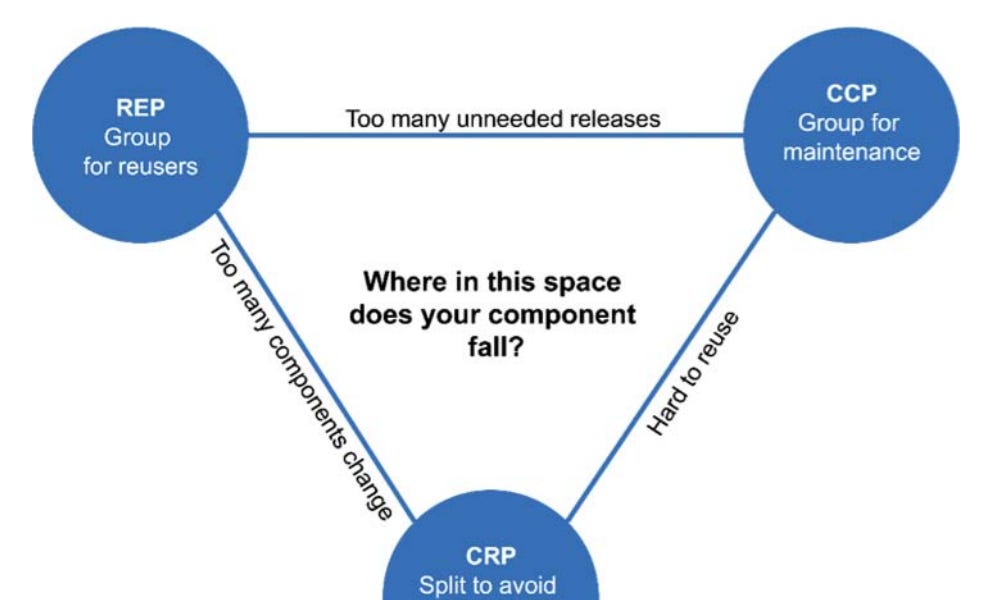 REP
Group
for reusers
Too many unneeded releases
CCP
Group for
maintenance
Too many components change
Where in this space
does your component
fall?
Hard to reuse
CRP
Split to avoid